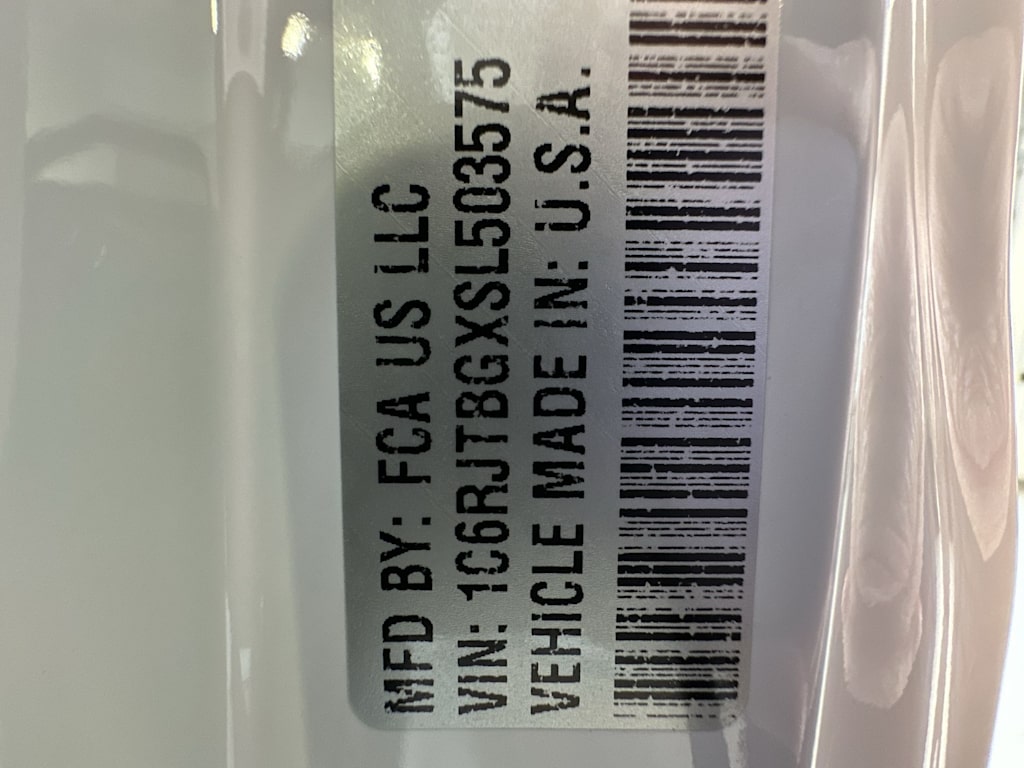 MFD BY: FCA US LLC
VIN: 1C6RJTBGXSL503575
VEHICLE MADE IN: U.S.A.